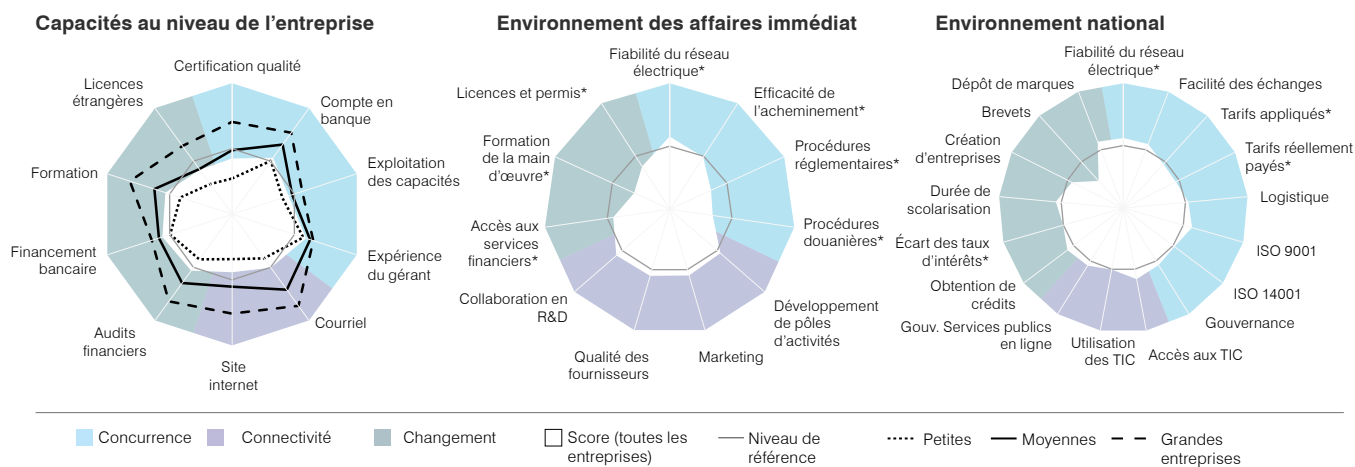 Capacités au niveau de l'entreprise
Certification qualité
Compte en
banque
Exploitation
des capacités
Expérience
du gérant
Courriel
Site
internet
Audits
financiers
Financement
bancaire
Formation
Licences
étrangères
Environnement des affaires immédiat
Fiabilité du réseau
électrique*
Efficacité de
l'acheminement*
Procédures
réglementaires*
Procédures
douanières*
Développement
de pôles
d'activités
Marketing
Qualité des
fournisseurs
Collaboration en
R&D
Accès aux
services
financiers*
Formation
de la main
d'œuvre*
Licences et permis*
Environnement national
Fiabilité du réseau
électrique*
Facilité des échanges
Tarifs appliqués*
Tarifs réellement
payés*
Logistique
ISO 9001
ISO 14001
Gouvernance
Accès aux TIC
Utilisation
des TIC
Gouv. Services publics
en ligne
Obtention de
crédits
Écart des taux
d'intérêts*
Durée de
scolarisation
Création
d'entreprises
Brevets
Dépôt de marques
Concurrence
Connectivité
Changement
Score (toutes les
entreprises)
Niveau de
référence
Petites
Moyennes
Grandes
entreprises